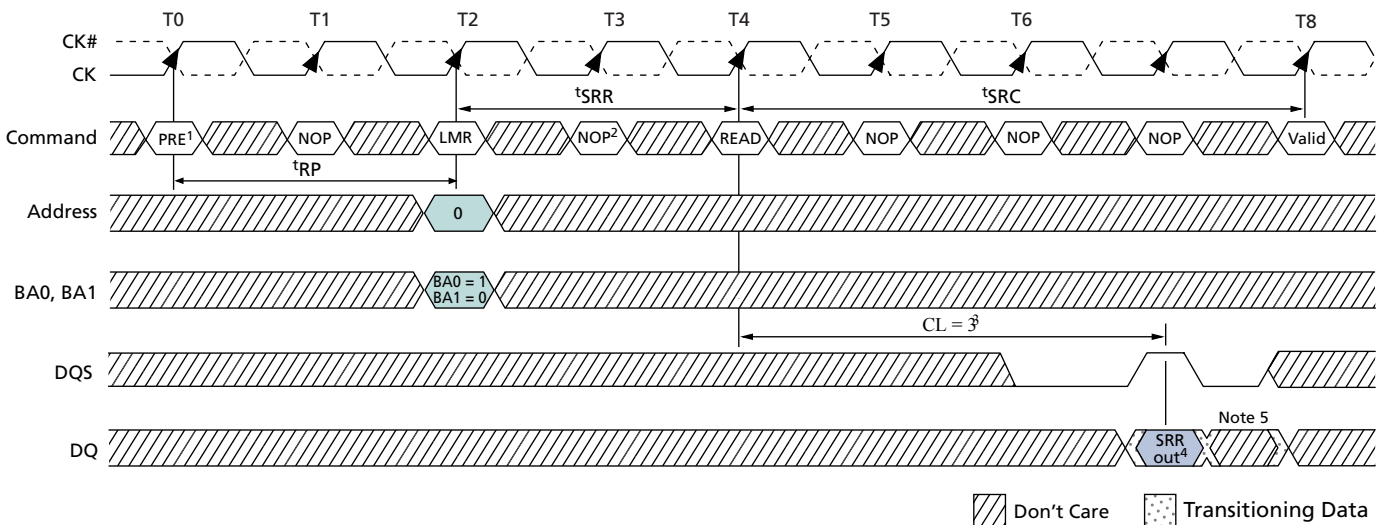 T0 T1 T2 T3 T4 T5 T6 T8
CK#
CK
tSRR tSRC
Command PRE1 NOP LMR NOP2 READ NOP NOP NOP Valid
tRP
Address 0
BA0, BA1 BA0 = 1
BA1 = 0
CL = 33
DQS
Note 5
DQ SRR
out4
Don't Care Transitioning Data